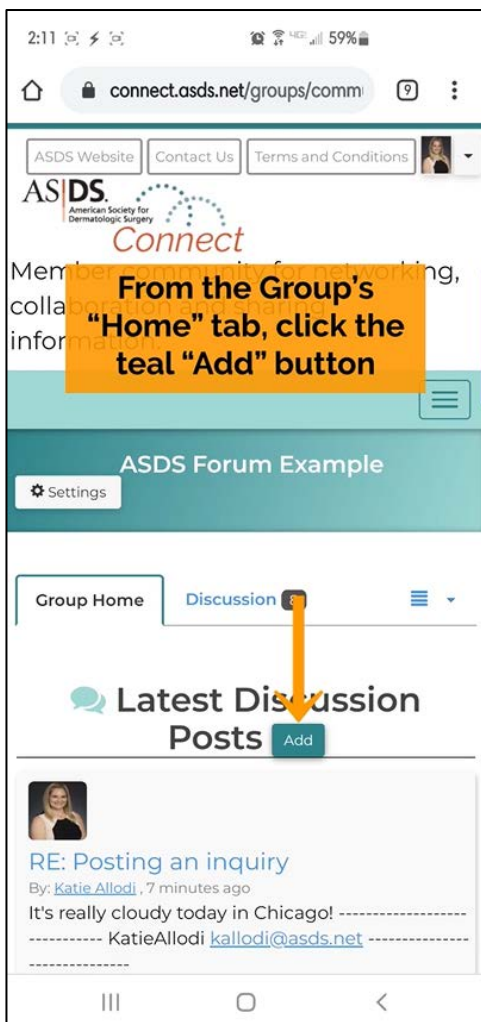 2:11 59%
connect.asds.net/groups/comm 9
ASDS Website Contact Us Terms and Conditions
AS DS.
American Society for
Dermatologic Surgery
Connect
Member community for networking,
collaboration and sharing
information.
From the Group's
“Home” tab, click the
teal “Add” button
ASDS Forum Example
Settings
Group Home Discussion 8
Latest Discussion
Posts Add
RE: Posting an inquiry
By: Katie Allodi , 7 minutes ago
It's really cloudy today in Chicago! ------------------
----------- KatieAllodi kallodi@asds.net --------------
---------------